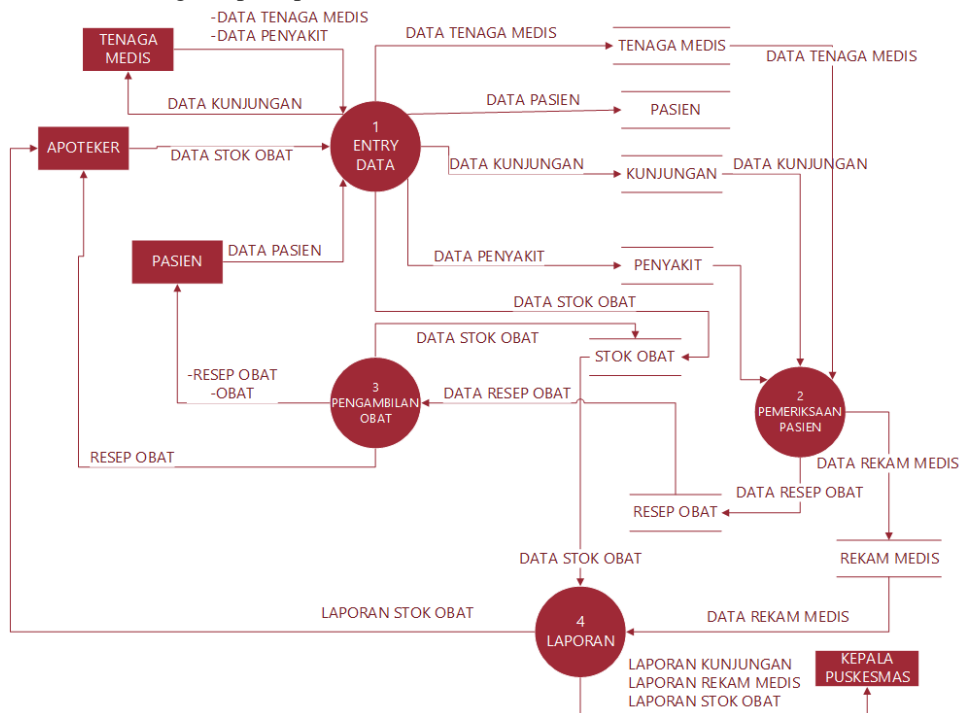 -DATA TENAGA MEDIS
-DATA PENYAKIT
TENAGA
MEDIS
DATA TENAGA MEDIS
TENAGA MEDIS
DATA TENAGA MEDIS
DATA KUNJUNGAN
DATA PASIEN
PASIEN
1
ENTRY
DATA
APOTEKER
DATA STOK OBAT
DATA KUNJUNGAN
KUNJUNGAN
DATA KUNJUNGAN
PASIEN
DATA PASIEN
DATA PENYAKIT
PENYAKIT
DATA STOK OBAT
DATA STOK OBAT
STOK OBAT
-RESEP OBAT
-OBAT
3
PENGAMBILAN
OBAT
DATA RESEP OBAT
2
PEMERIKSAAN
PASIEN
RESEP OBAT
DATA REKAM MEDIS
DATA RESEP OBAT
RESEP OBAT
DATA STOK OBAT
REKAM MEDIS
LAPORAN STOK OBAT
4
LAPORAN
DATA REKAM MEDIS
LAPORAN KUNJUNGAN
LAPORAN REKAM MEDIS
LAPORAN STOK OBAT
KEPALA
PUSKESMAS